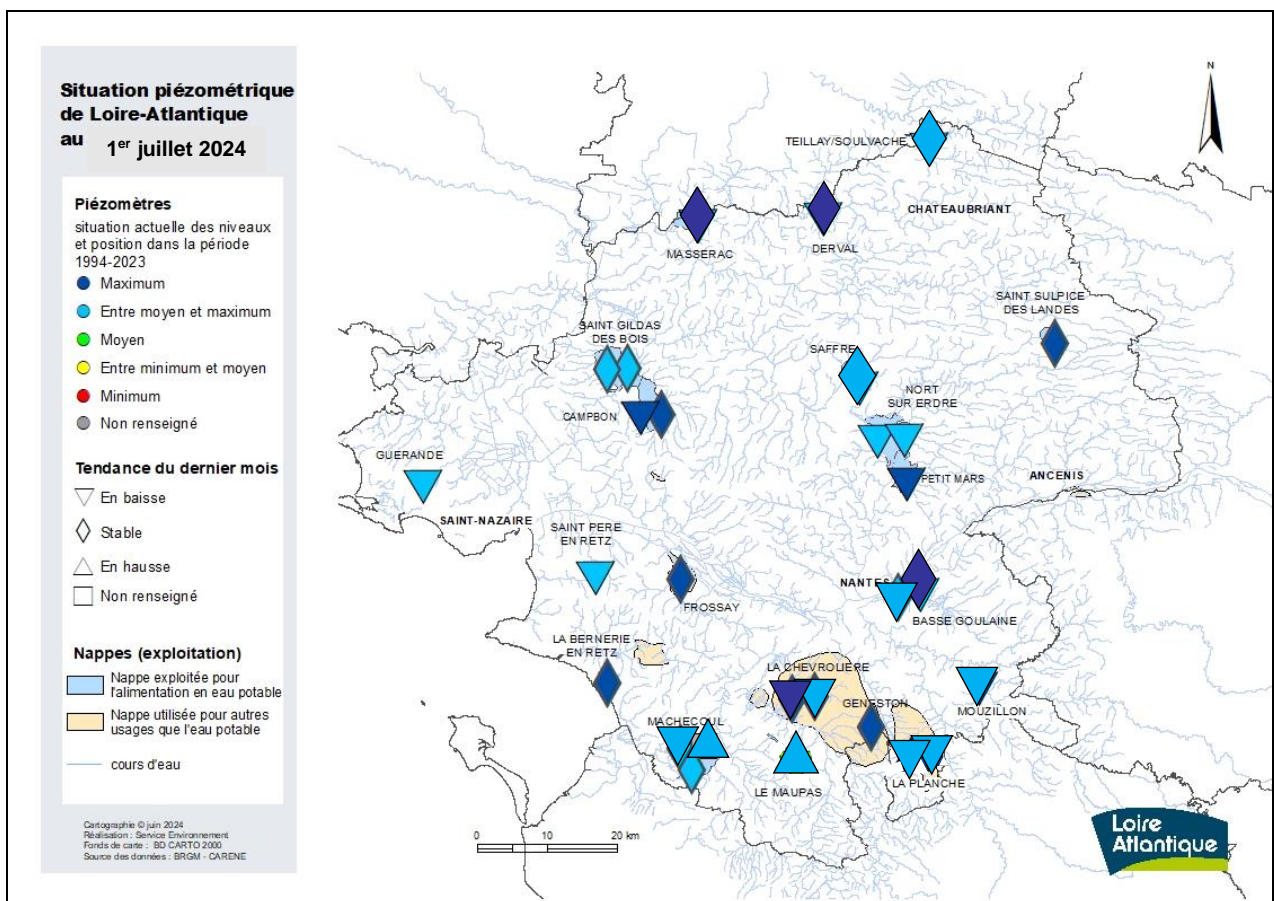 Situation piézométrique
de Loire-Atlantique
au
1er juillet 2024
Piézomètres
situation actuelle des niveaux
et position dans la période
1994-2023
Maximum
Entre moyen et maximum
Moyen
Entre minimum et moyen
Minimum
Non renseigné
Tendance du dernier mois
En baisse
Stable
En hausse
Non renseigné
Nappes (exploitation)
Nappe exploitée pour
l'alimentation en eau potable
Nappe utilisée pour autres
usages que l'eau potable
cours d'eau
Cartographie © juin 2024
Réalisation : Service Environnement
Fonds de carte : BD CARTO 2000
Source des données : BRGM - CARENE
N
TEILLAY/SOULVACHE
CHATEAUBRIANT
MASSERAC
DERVAL
SAINT SULPICE
DES LANDES
SAINT GILDAS
DES BOIS
SAFFRE
NORT
SUR ERDRE
CAMPBON
GUERANDE
PETIT MARS
ANCENIS
SAINT-NAZAIRE
SAINT PERE
EN RETZ
NANTES
FROSSAY
BASSE GOULAINE
LA BERNERIE
EN RETZ
LA CHEVROLIERE
GENESTON
MOUZILLON
MACHECOUL
LE MAUPAS
LA PLANCHE
0 10 20 km
Loire
Atlantique